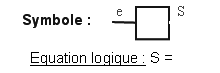 Symbole : e S
Equation logique : S =